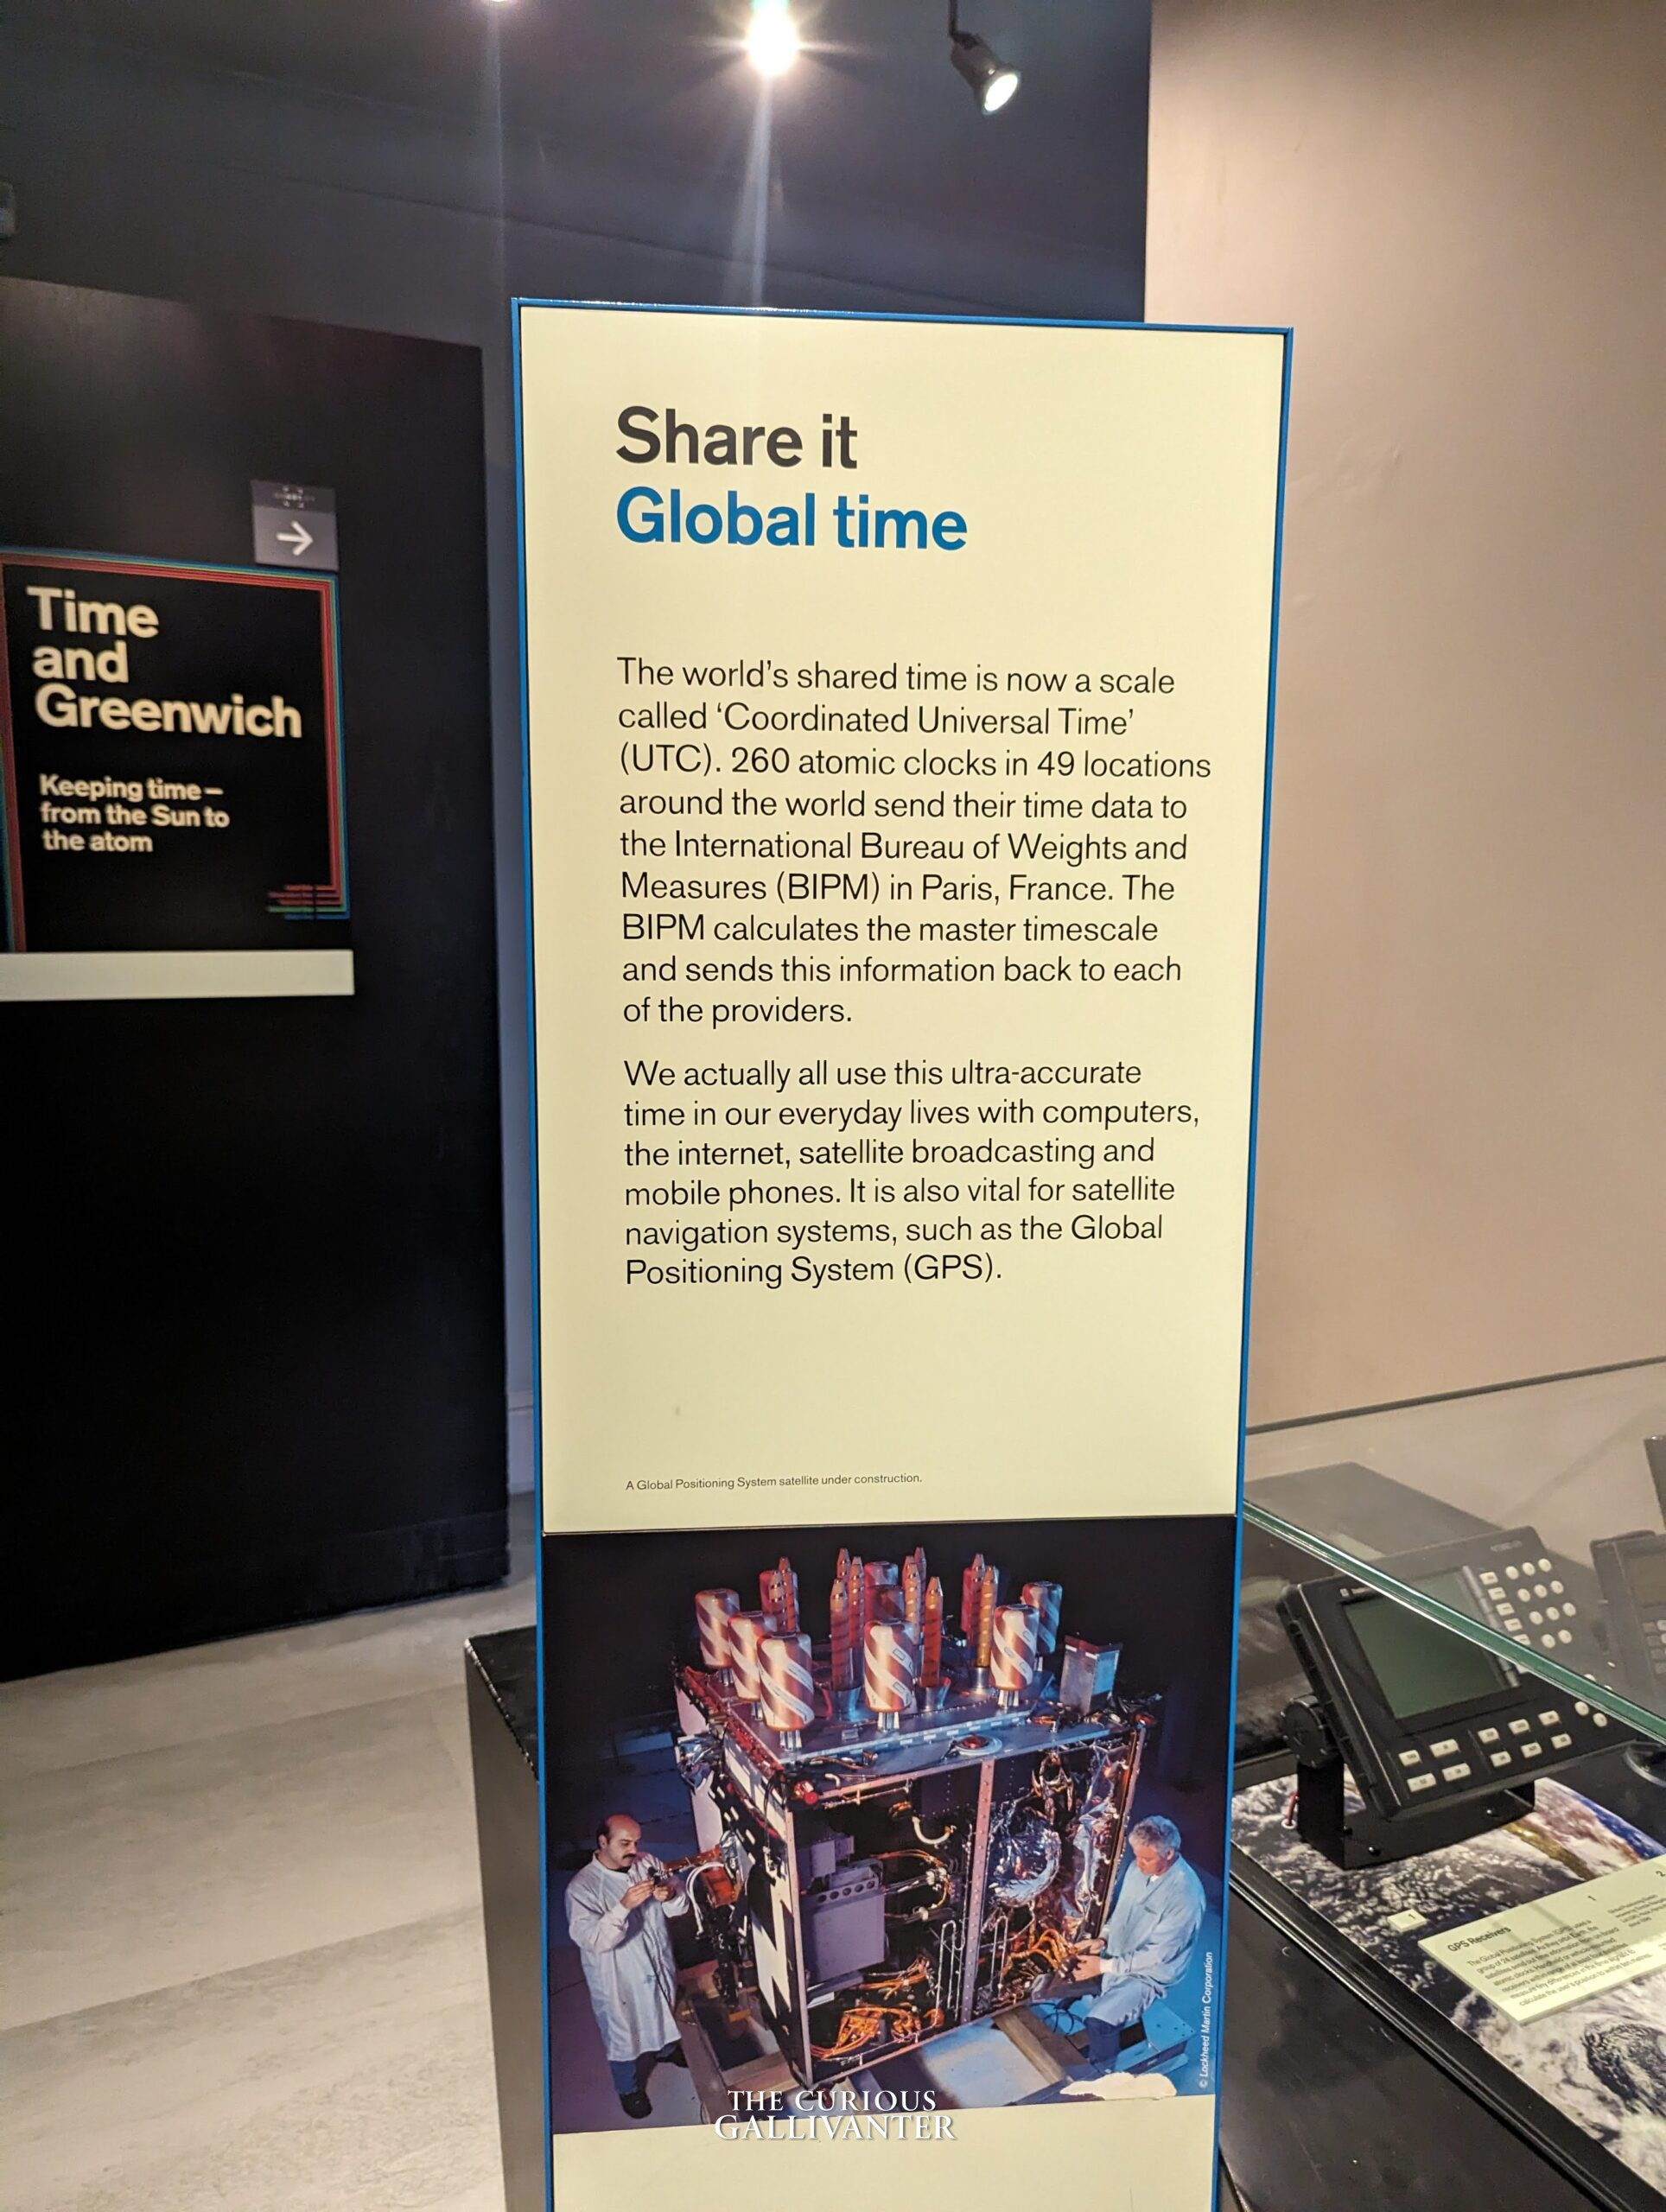 Share it
Global time
The world's shared time is now a scale
called ‘Coordinated Universal Time’
(UTC). 260 atomic clocks in 49 locations
around the world send their time data to
the International Bureau of Weights and
Measures (BIPM) in Paris, France. The
BIPM calculates the master timescale
and sends this information back to each
of the providers.
We actually all use this ultra-accurate
time in our everyday lives with computers,
the internet, satellite broadcasting and
mobile phones. It is also vital for satellite
navigation systems, such as the Global
Positioning System (GPS).
A Global Positioning System satellite under construction.
© Lockheed Martin Corporation
Time
and
Greenwich
Keeping time –
from the Sun to
the atom
GPS Receivers
1
1
2
THE CURIOUS
GALLIVANTER